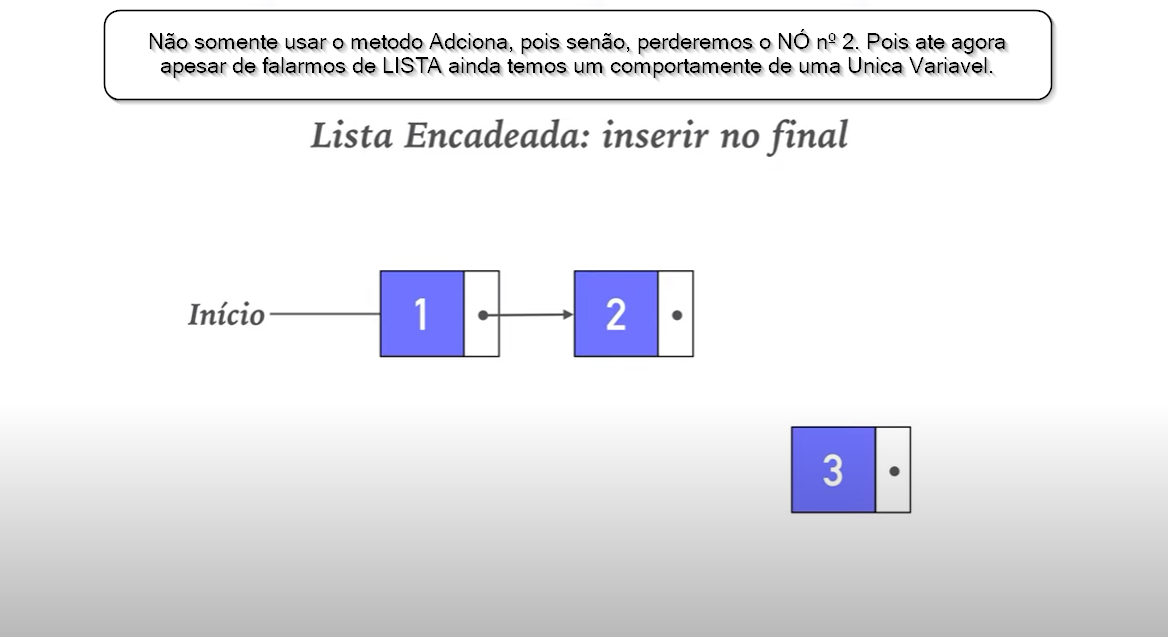 Não somente usar o metodo Adciona, pois senão, perderemos o NÓ nº 2. Pois ate agora
apesar de falarmos de LISTA ainda temos um comportamente de uma Unica Variavel.
Lista Encadeada: inserir no final
Início 1 2
3